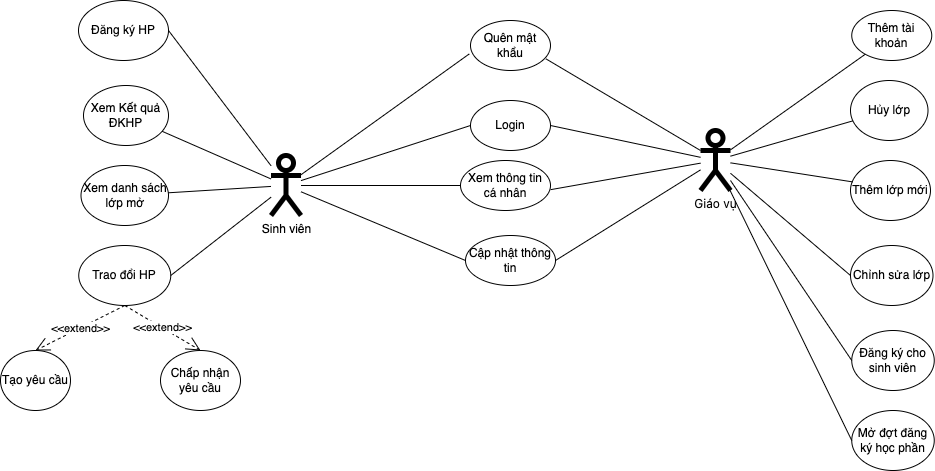 Đăng ký HP
Quên mật
khẩu
Thêm tài
khoản
Xem Kết quả
ĐKHP
Login
Hủy lớp
Xem danh sách
lớp mở
Xem thông tin
cá nhân
Thêm lớp mới
Sinh viên
Giáo vụ
Trao đổi HP
Cập nhật thông
tin
Chỉnh sửa lớp
<<extend>>
<<extend>>
Tạo yêu cầu
Chấp nhận
yêu cầu
Đăng ký cho
sinh viên
Mở đợt đăng
ký học phần